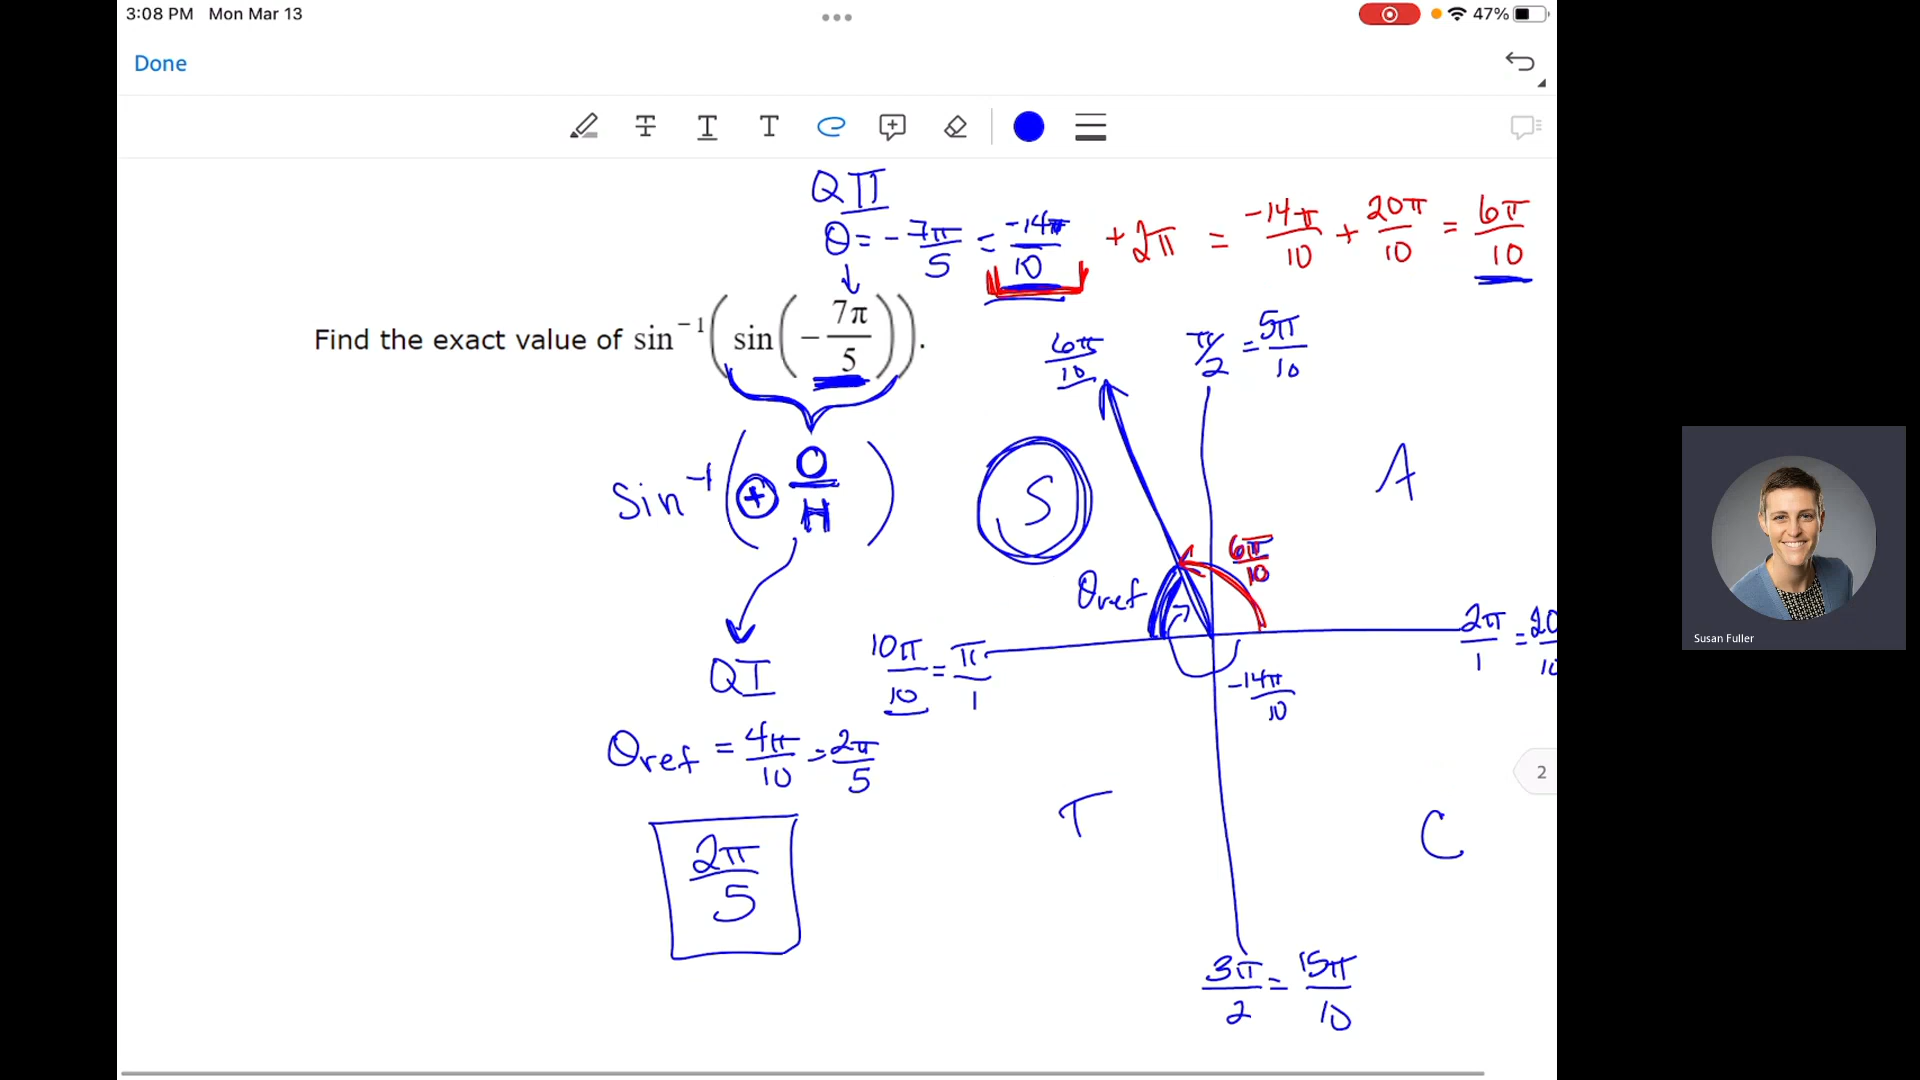 3:08 PM Mon Mar 13
47%
Done
T T T
QII
θ = -7π/5 = -14π/10 + 2π = -14π/10 + 20π/10 = 6π/10
Find the exact value of sin⁻¹(sin(-7π/5)).
6π/10
π/2 = 5π/10
Sin⁻¹(+ O/H)
S
A
6π/10
θref
2π/1 = 20
10
10π/10 = π/1
-14π/10
QI
θref = 4π/10 = 2π/5
2
T
C
2π/5
3π/2 = 15π/10
Susan Fuller